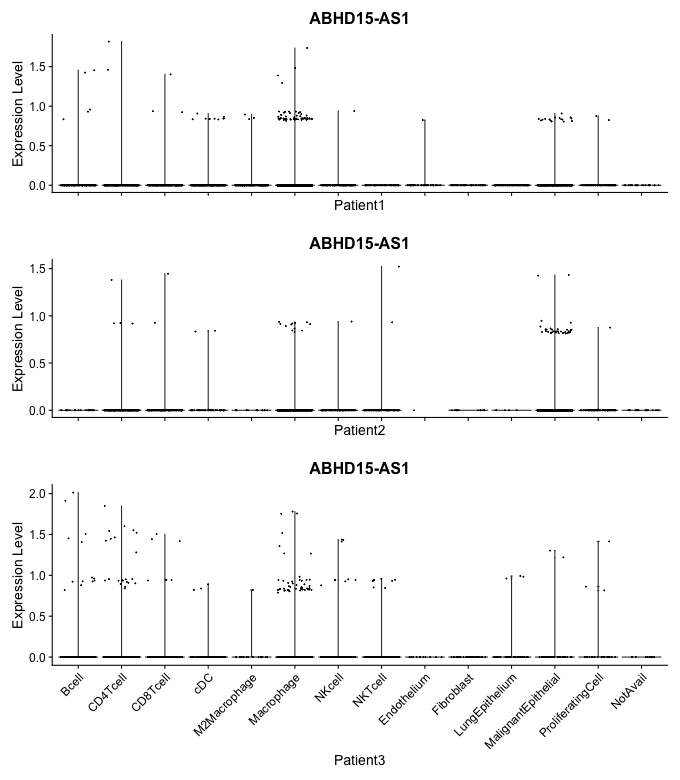 ABHD15-AS1
Expression Level
1.5
1.0
0.5
0.0
Patient1
ABHD15-AS1
Expression Level
1.5
1.0
0.5
0.0
Patient2
ABHD15-AS1
Expression Level
2.0
1.5
1.0
0.5
0.0
Bcell
CD4Tcell
CD8Tcell
cDC
M2Macrophage
Macrophage
NKcell
NKTcell
Endothelium
Fibroblast
LungEpithelium
MalignantEpithelial
ProliferatingCell
NotAvail
Patient3